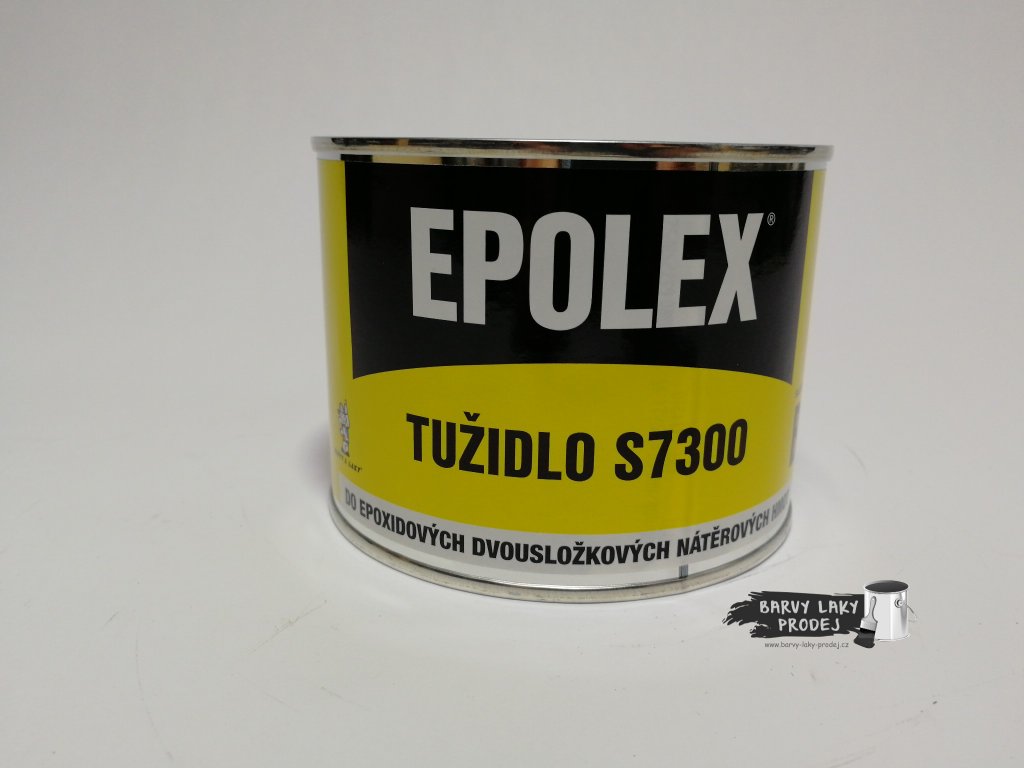 EPOLEX®
TUŽIDLO S7300
DO EPOXIDOVÝCH DVOUSLOŽKOVÝCH NÁTĚROVÝCH
BARVY LAKY
PRODEJ
www.barvy-laky-prodej.cz